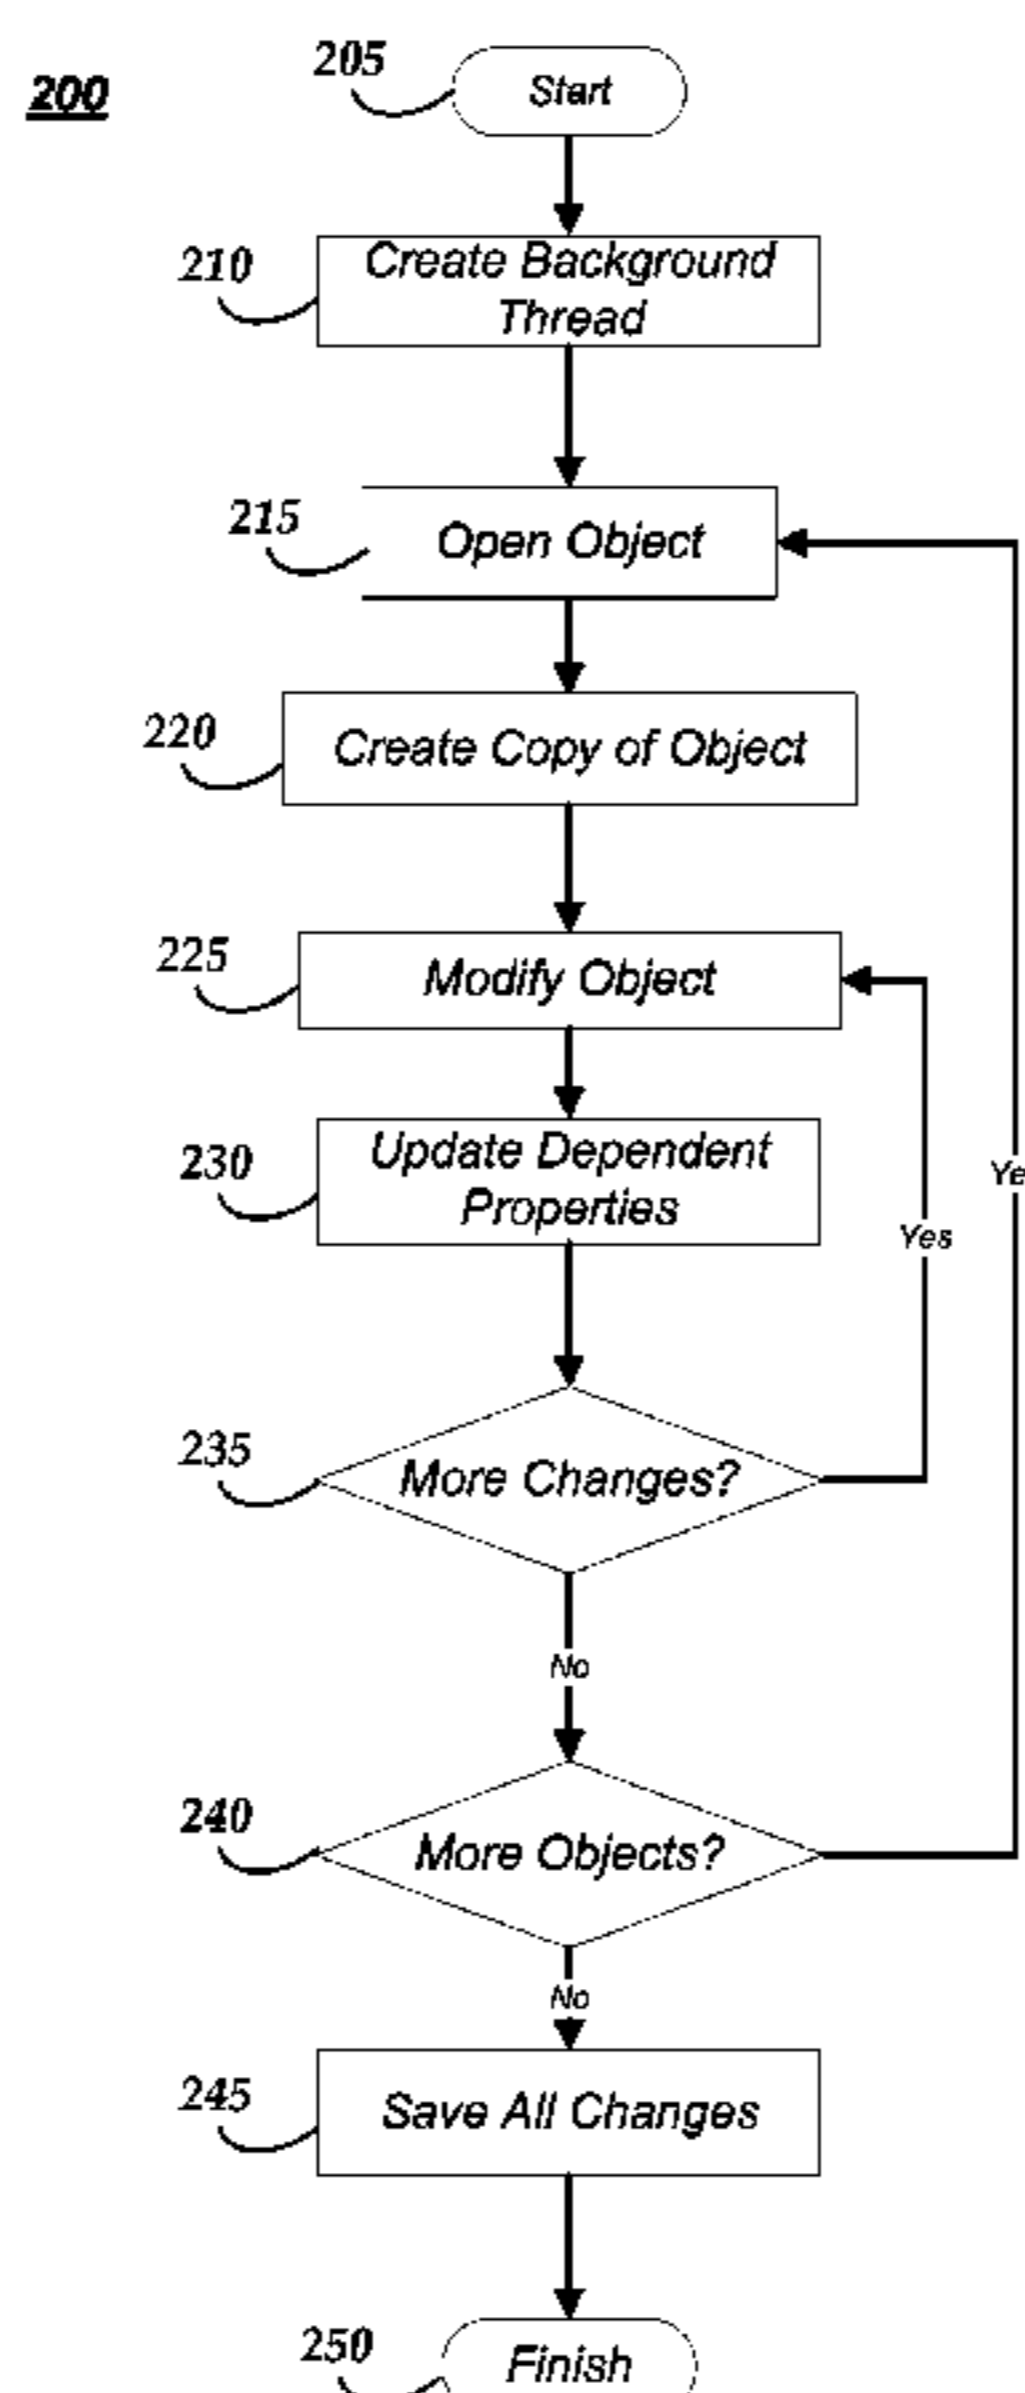 200
205
Start
210
Create Background
Thread
215
Open Object
220
Create Copy of Object
225
Modify Object
230
Update Dependent
Properties
Ye
Yes
235
More Changes?
No
240
More Objects?
No
245
Save All Changes
250
Finish